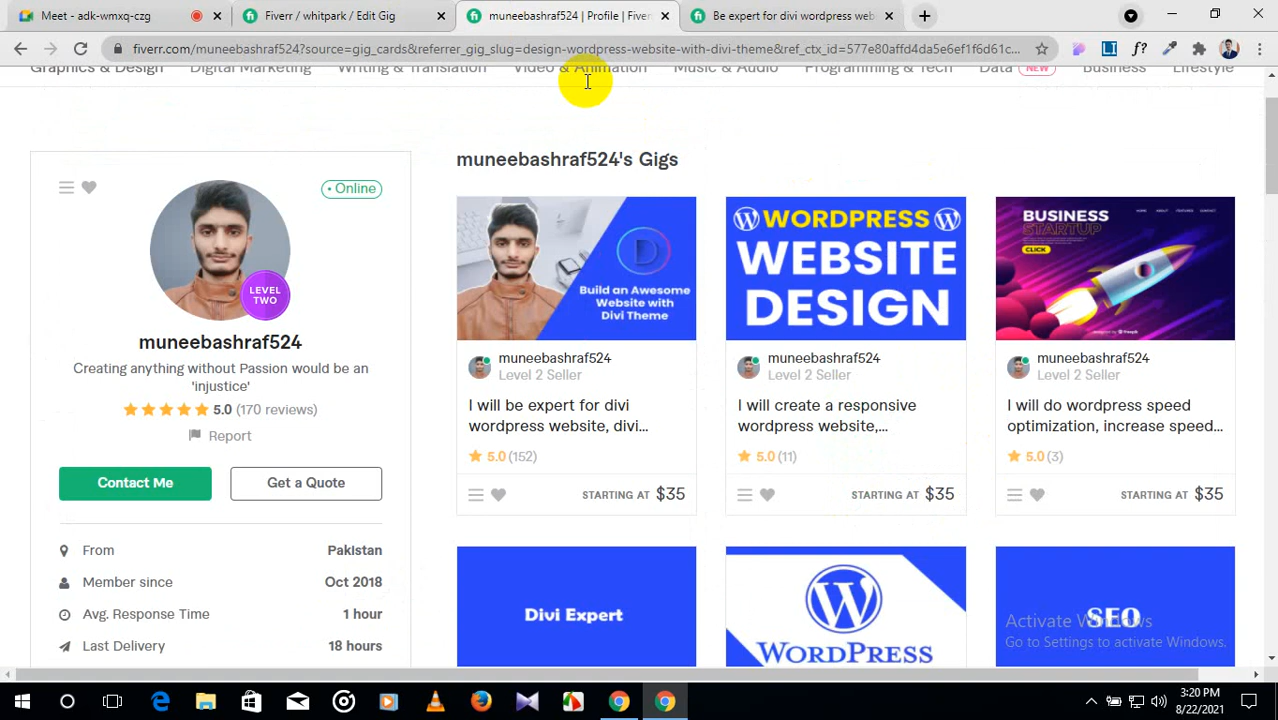 Meet – adk-wmxq-czg
Fiverr / whitpark / Edit Gig
muneebashraf524 | Profile | Fiver
Be expert for divi wordpress web
fiverr.com/muneebashraf524?source=gig_cards&referrer_gig_slug=design-wordpress-website-with-divi-theme&ref_ctx_id=577e80affd4da5e6ef1f6d61c...
Graphics & Design Digital Marketing Writing & Translation Video & Animation Music & Audio Programming & Tech Data NEW Business Lifestyle
• Online
LEVEL
TWO
muneebashraf524
Creating anything without Passion would be an
'injustice'
5.0 (170 reviews)
Report
Contact Me
Get a Quote
From Pakistan
Member since Oct 2018
Avg. Response Time 1 hour
Last Delivery 18 hours
muneebashraf524's Gigs
Build an Awesome
Website with
Divi Theme
muneebashraf524
Level 2 Seller
I will be expert for divi
wordpress website, divi...
5.0 (152)
STARTING AT $35
WORDPRESS
WEBSITE
DESIGN
muneebashraf524
Level 2 Seller
I will create a responsive
wordpress website,...
5.0 (11)
STARTING AT $35
BUSINESS
STARTUP
CLICK
muneebashraf524
Level 2 Seller
I will do wordpress speed
optimization, increase speed...
5.0 (3)
STARTING AT $35
Divi Expert
WORDPRESS
SEO
Activate Windows
Go to Settings to activate Windows.
3:20 PM
8/22/2021